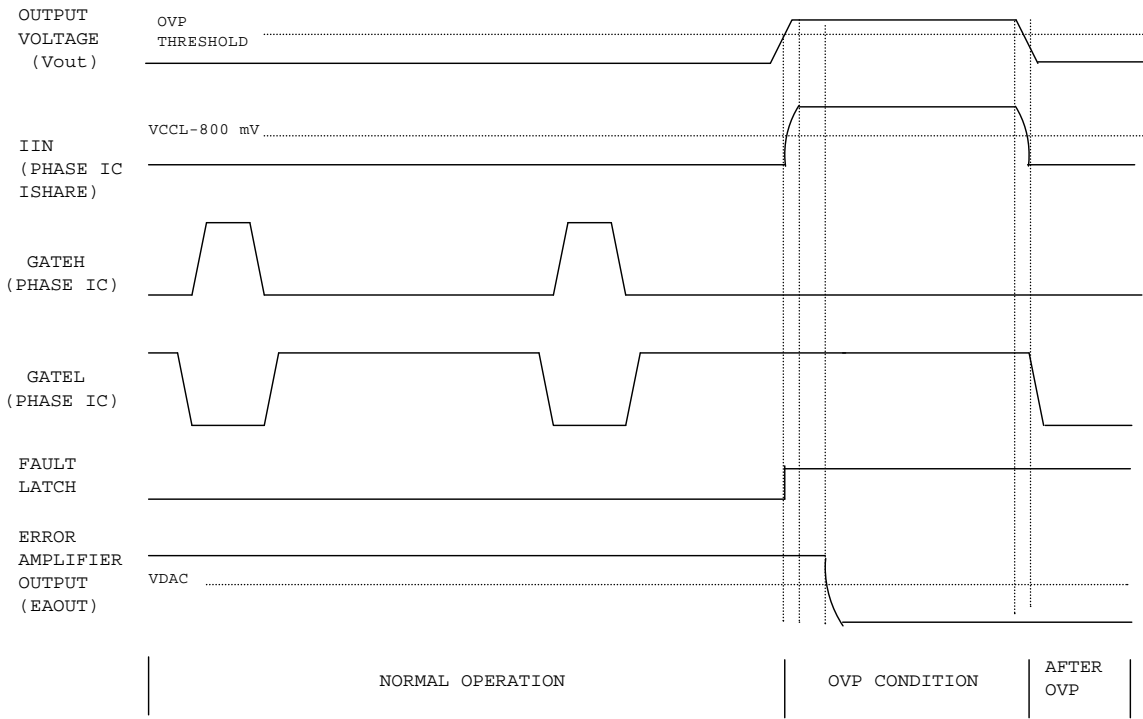 OUTPUT
VOLTAGE
(Vout)
OVP
THRESHOLD
VCCL-800 mV
IIN
(PHASE IC
ISHARE)
GATEH
(PHASE IC)
GATEL
(PHASE IC)
FAULT
LATCH
ERROR
AMPLIFIER
OUTPUT
(EAOUT)
VDAC
NORMAL OPERATION
OVP CONDITION
AFTER
OVP